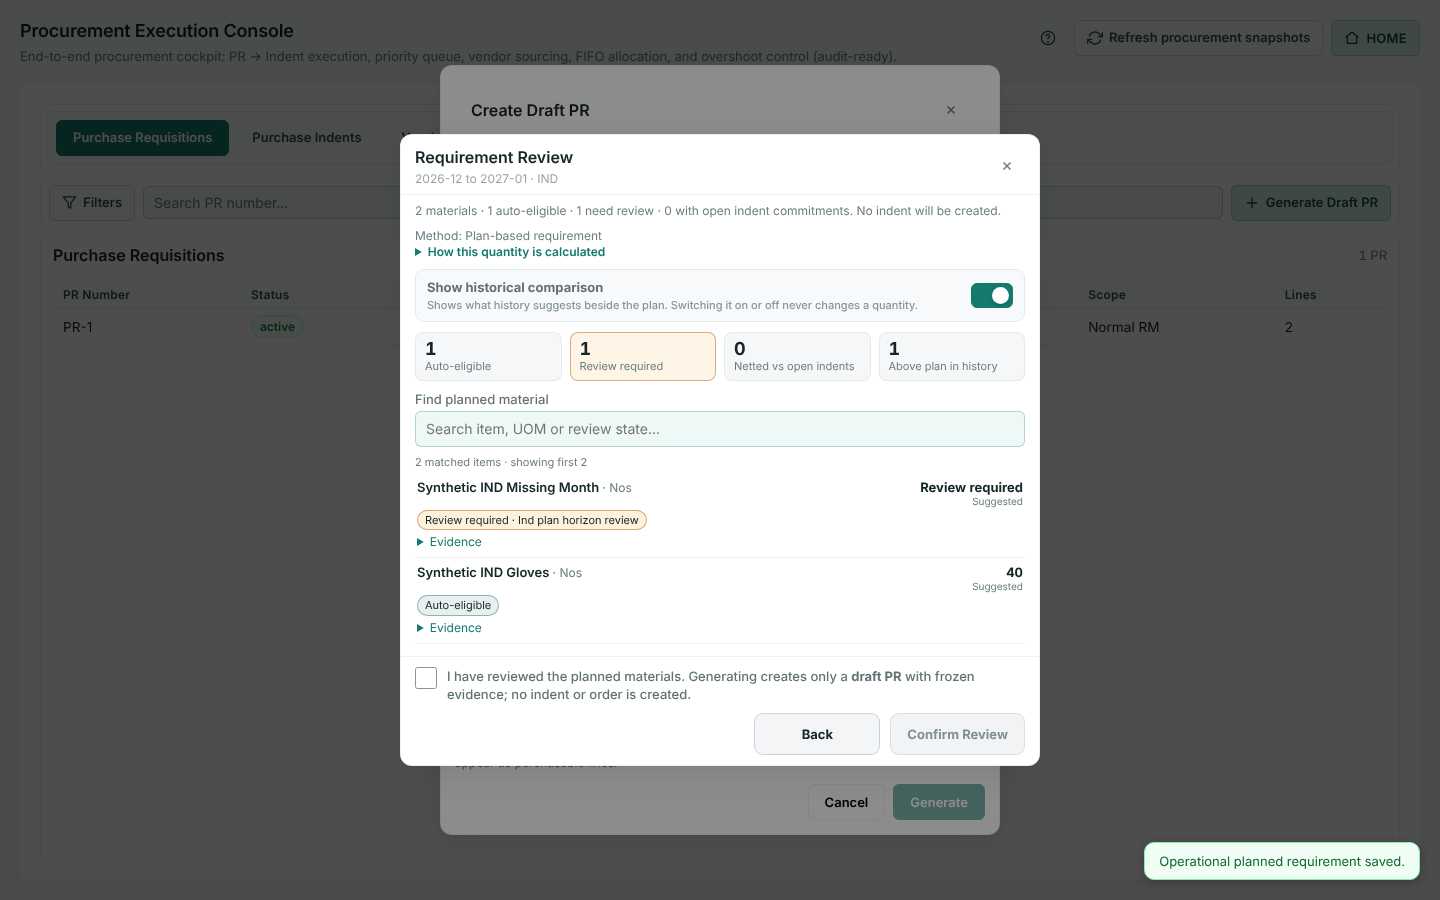 Procurement Execution Console
End-to-end procurement cockpit: PR → Indent execution, priority queue, vendor sourcing, FIFO allocation, and overshoot control (audit-ready).
Refresh procurement snapshots
HOME
Purchase Requisitions
Purchase Indents
Filters
Search PR number...
Generate Draft PR
Purchase Requisitions
1 PR
PR Number
Status
Scope
Lines
PR-1
active
Normal RM
2
Create Draft PR
×
Requirement Review
×
2026-12 to 2027-01 · IND
2 materials · 1 auto-eligible · 1 need review · 0 with open indent commitments. No indent will be created.
Method: Plan-based requirement
How this quantity is calculated
Show historical comparison
Shows what history suggests beside the plan. Switching it on or off never changes a quantity.
1
Auto-eligible
1
Review required
0
Netted vs open indents
1
Above plan in history
Find planned material
Search item, UOM or review state...
2 matched items · showing first 2
Synthetic IND Missing Month · Nos
Review required
Suggested
Review required · Ind plan horizon review
Evidence
Synthetic IND Gloves · Nos
40
Suggested
Auto-eligible
Evidence
I have reviewed the planned materials. Generating creates only a draft PR with frozen
evidence; no indent or order is created.
Back
Confirm Review
Cancel
Generate
Operational planned requirement saved.